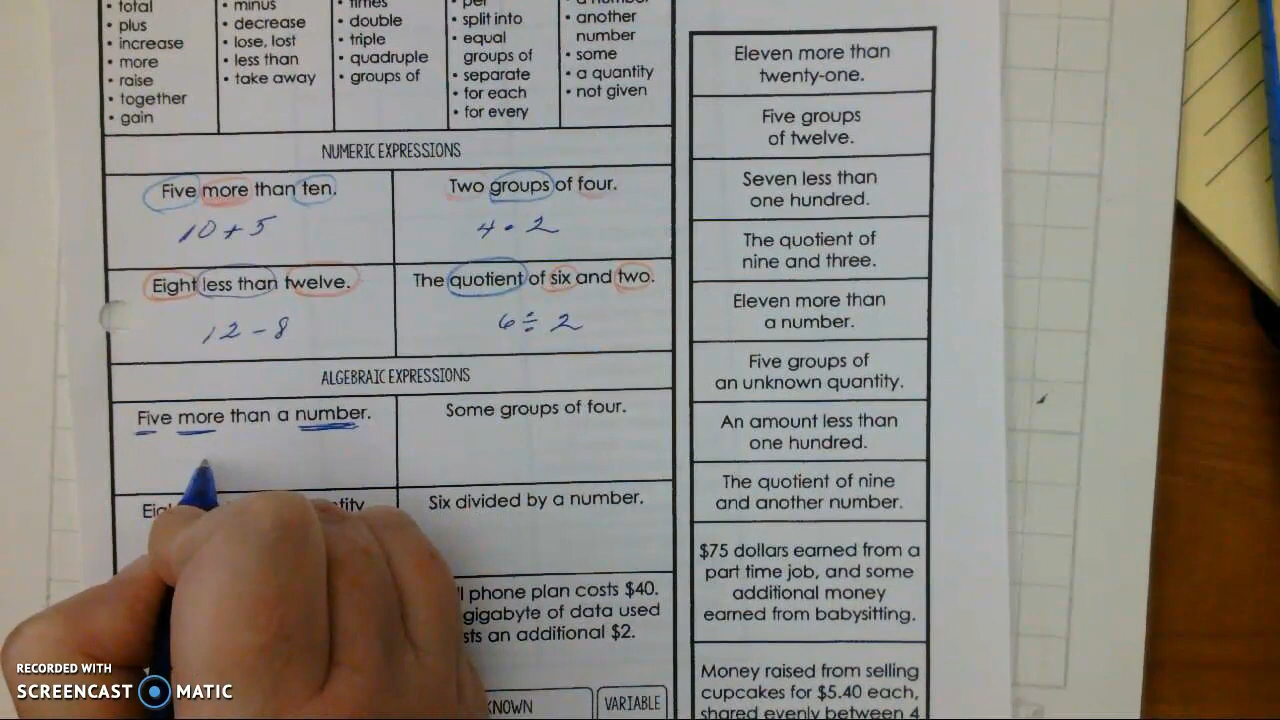 • total
• plus
• increase
• more
• raise
• together
• gain
• minus
• decrease
• lose, lost
• less than
• take away
• times
• double
• triple
• quadruple
• groups of
• per
• split into
• equal
groups of
• separate
• for each
• for every
• a number
• another
number
• some
• a quantity
• not given
NUMERIC EXPRESSIONS
Five more than ten.
10 + 5
Two groups of four.
4 • 2
Eight less than twelve.
12 - 8
The quotient of six and two.
6 ÷ 2
ALGEBRAIC EXPRESSIONS
Five more than a number.
Some groups of four.
Six divided by a number.
phone plan costs $40.
gigabyte of data used
an additional $2.
VARIABLE
Eleven more than
twenty-one.
Five groups
of twelve.
Seven less than
one hundred.
The quotient of
nine and three.
Eleven more than
a number.
Five groups of
an unknown quantity.
An amount less than
one hundred.
The quotient of nine
and another number.
$75 dollars earned from a
part time job, and some
additional money
earned from babysitting.
Money raised from selling
cupcakes for $5.40 each,
shared evenly between 4
RECORDED WITH
SCREENCAST MATIC